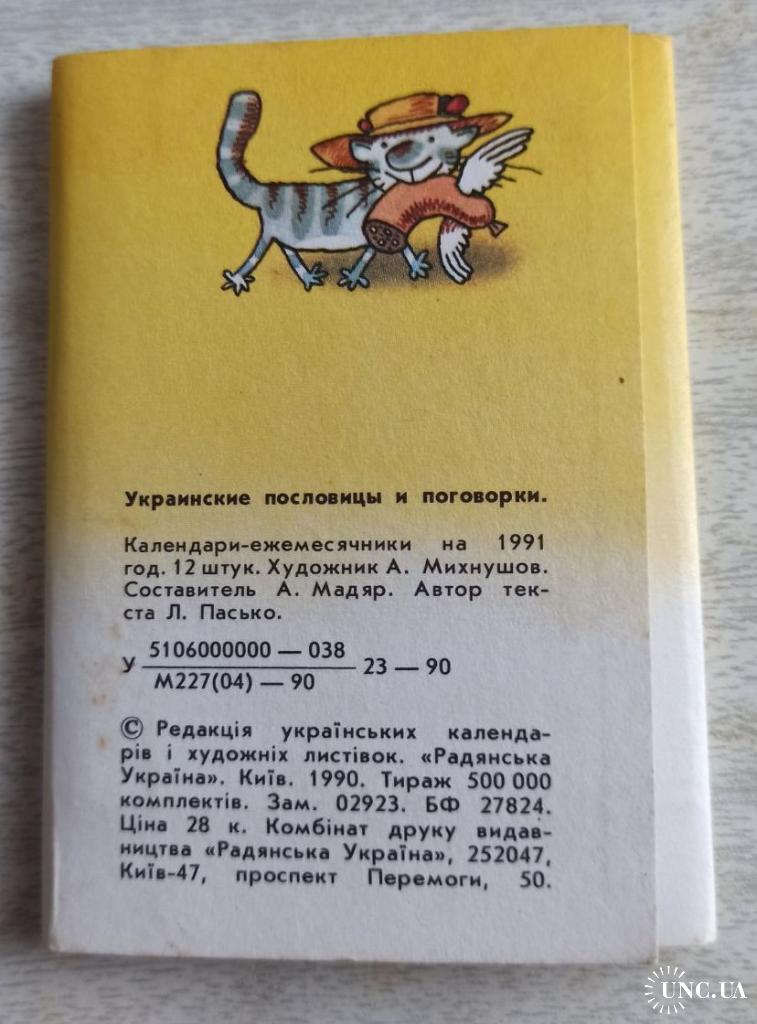 Украинские пословицы и поговорки.
Календари-ежемесячники на 1991
год. 12 штук. Художник А. Михнушов.
Составитель А. Мадяр. Автор тек-
ста Л. Пасько.
У 5106000000 — 038
М227(04) — 90 23 — 90
© Редакція українських календа-
рів і художніх листівок. «Радянська
Україна». Київ. 1990. Тираж 500 000
комплектів. Зам. 02923. БФ 27824.
Ціна 28 к. Комбінат друку видав-
ництва «Радянська Україна», 252047,
Київ-47, проспект Перемоги, 50.
UNC.UA